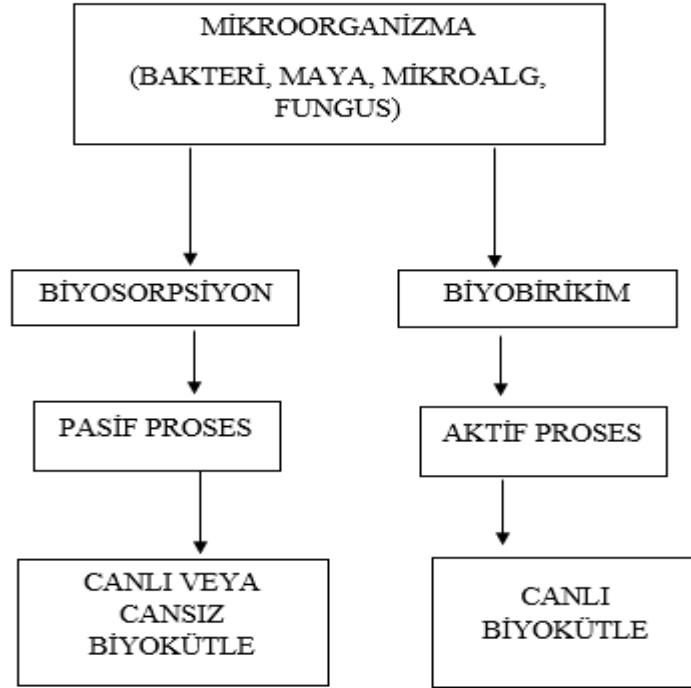 MİKROORGANİZMA
(BAKTERİ, MAYA, MİKROALG,
FUNGUS)
BİYOSORPSİYON
BİYOBİRİKİM
PASİF PROSES
AKTİF PROSES
CANLI VEYA
CANSIZ
BİYOKÜTLE
CANLI
BİYOKÜTLE